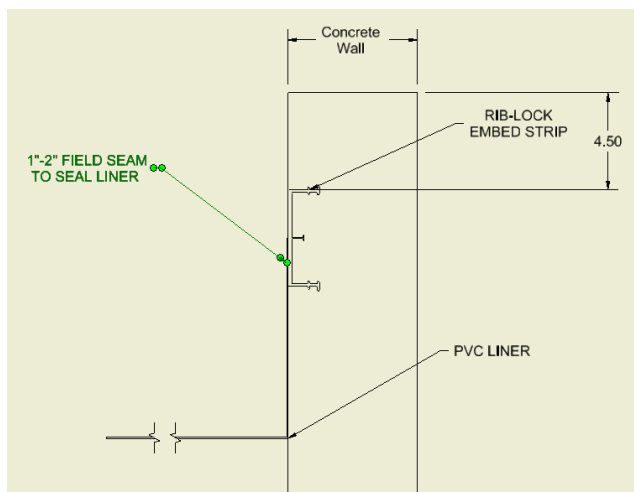 Concrete
Wall
RIB-LOCK
EMBED STRIP
4.50
1"-2" FIELD SEAM
TO SEAL LINER
PVC LINER